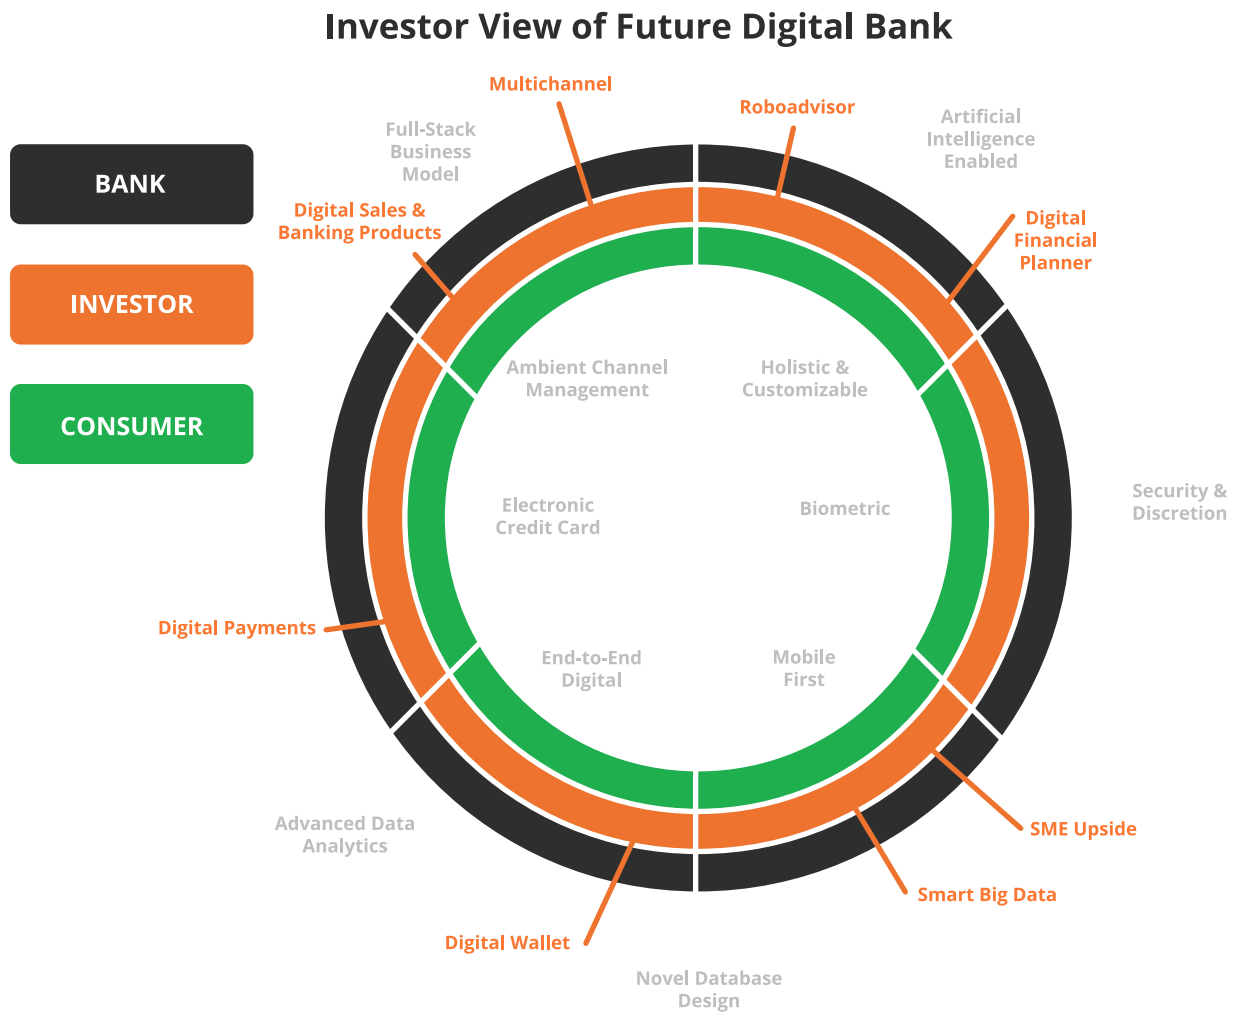 Investor View of Future Digital Bank
Multichannel
Roboadvisor
Full-Stack
Business
Model
Artificial
Intelligence
Enabled
BANK
Digital Sales &
Banking Products
Digital
Financial
Planner
INVESTOR
Ambient Channel
Management
Holistic &
Customizable
CONSUMER
Electronic
Credit Card
Biometric
Security &
Discretion
Digital Payments
End-to-End
Digital
Mobile
First
Advanced Data
Analytics
SME Upside
Smart Big Data
Digital Wallet
Novel Database
Design